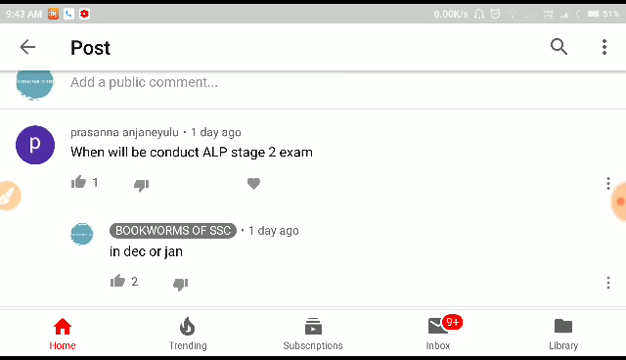 9:43 AM
0.00K/s
51%
Post
Add a public comment...
p
prasanna anjaneyulu • 1 day ago
When will be conduct ALP stage 2 exam
1
BOOKWORMS OF SSC • 1 day ago
in dec or jan
2
9+
Home
Trending
Subscriptions
Inbox
Library